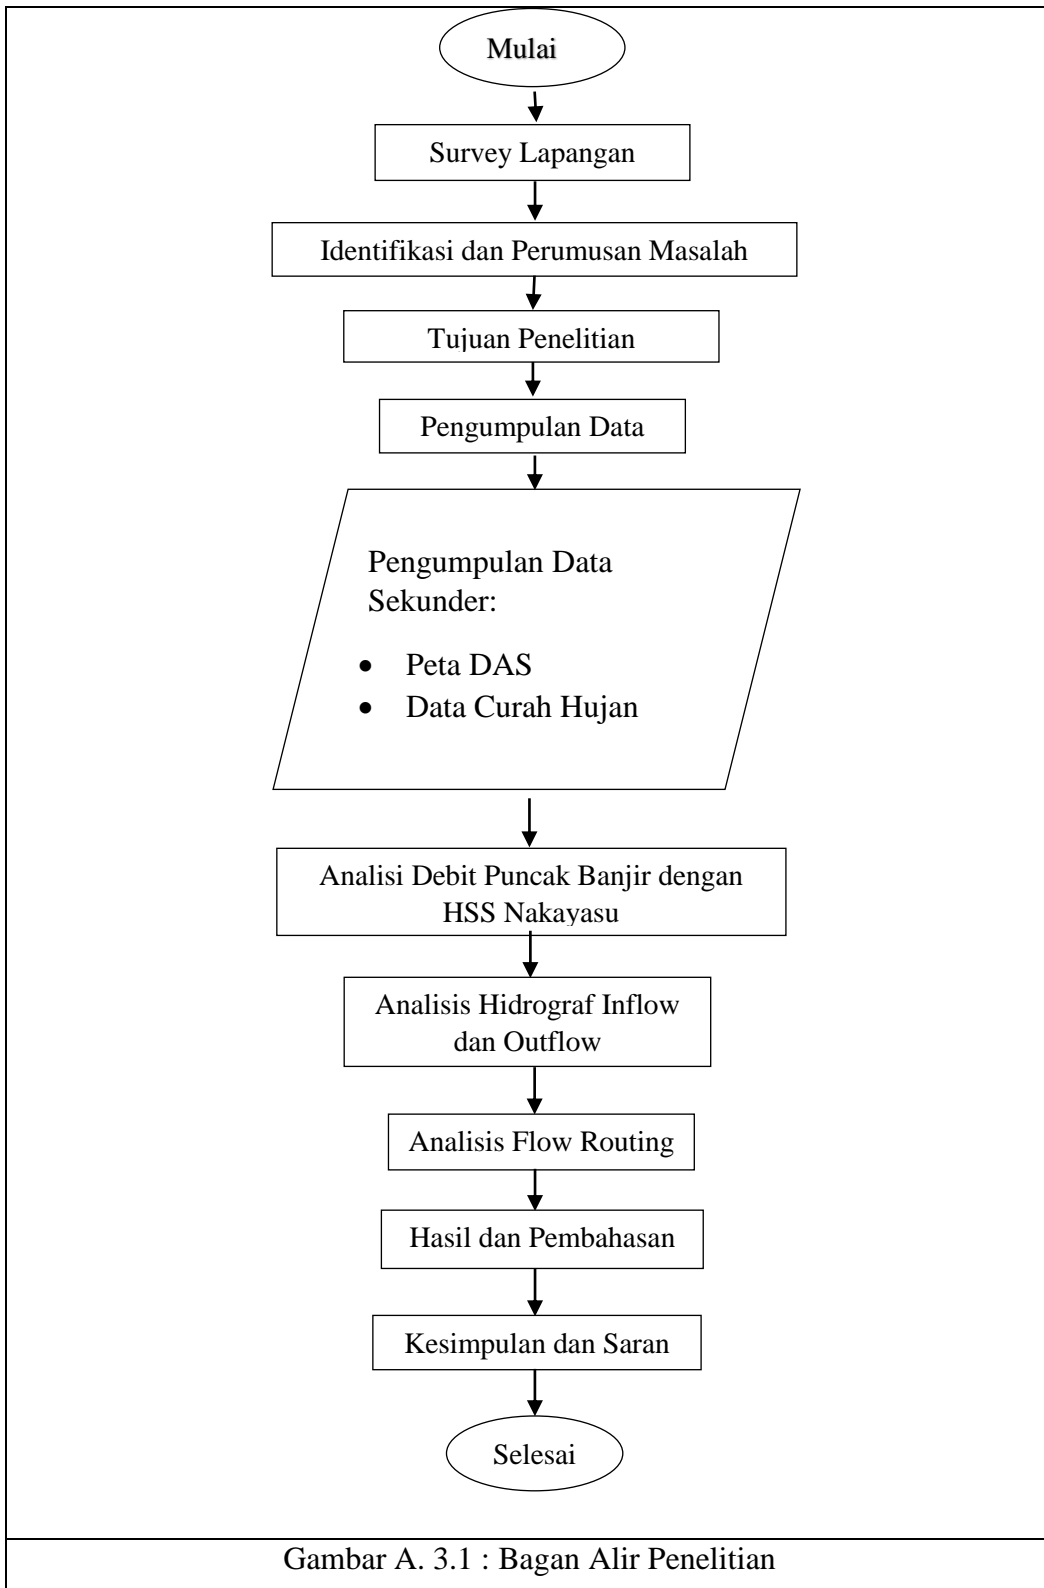 Mulai
Survey Lapangan
Identifikasi dan Perumusan Masalah
Tujuan Penelitian
Pengumpulan Data
Pengumpulan Data
Sekunder:
• Peta DAS
• Data Curah Hujan
Analisi Debit Puncak Banjir dengan
HSS Nakayasu
Analisis Hidrograf Inflow
dan Outflow
Analisis Flow Routing
Hasil dan Pembahasan
Kesimpulan dan Saran
Selesai
Gambar A. 3.1 : Bagan Alir Penelitian